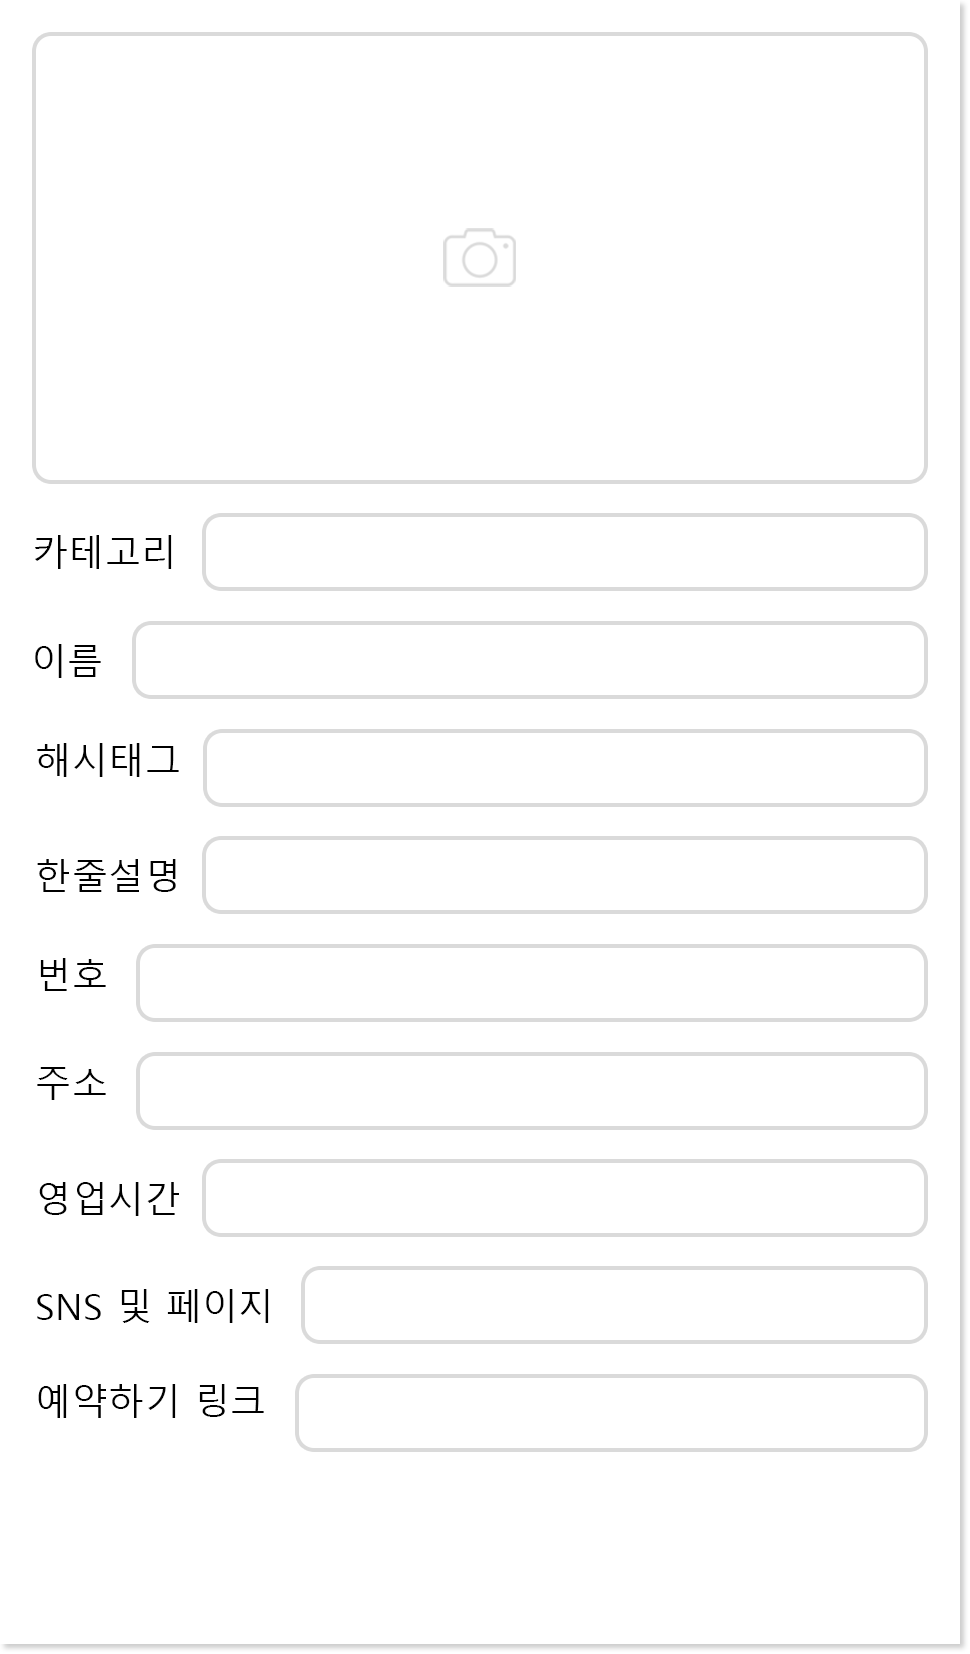 카테고리
이름
해시태그
한줄설명
번호
주소
영업시간
SNS 및 페이지
예약하기 링크